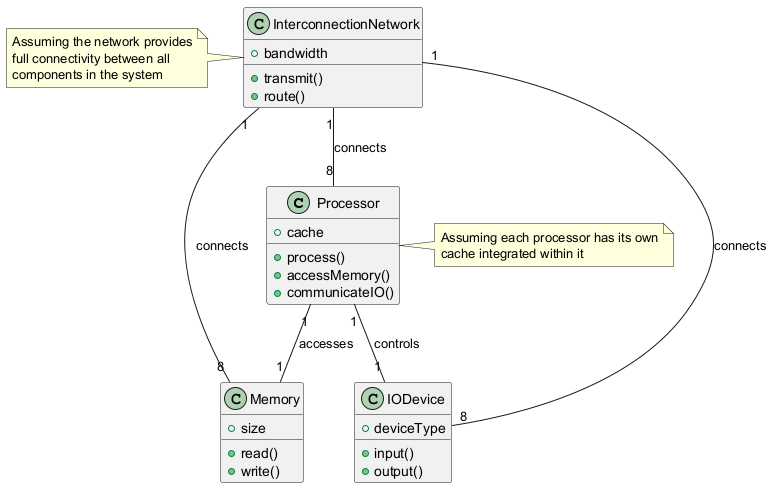 C InterconnectionNetwork
Assuming the network provides
full connectivity between all
components in the system
bandwidth
transmit()
route()
1
1
1
connects
8
C Processor
cache
process()
accessMemory()
communicateIO()
Assuming each processor has its own
cache integrated within it
connects
connects
1
1
accesses
controls
8
1
1
8
C Memory
size
read()
write()
C IODevice
deviceType
input()
output()